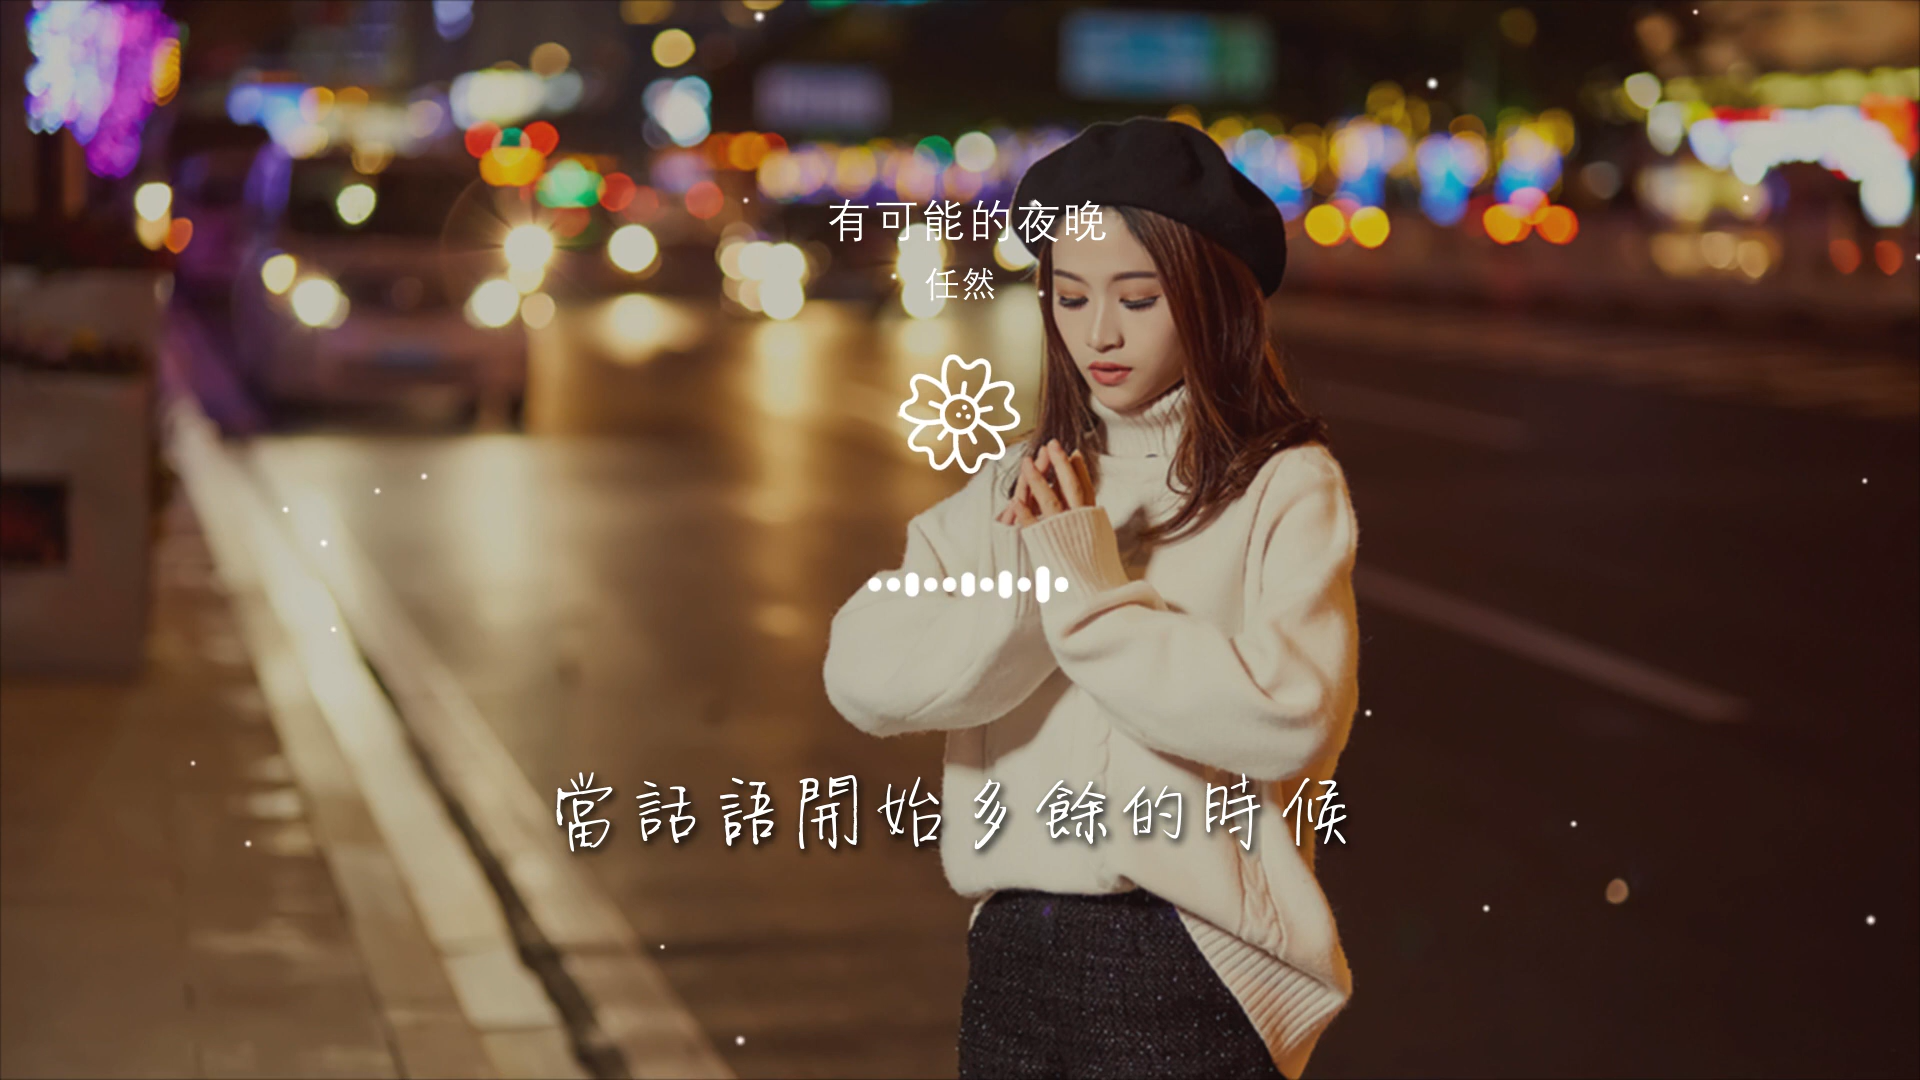 有可能的夜晚
任然
當話語開始多餘的時候